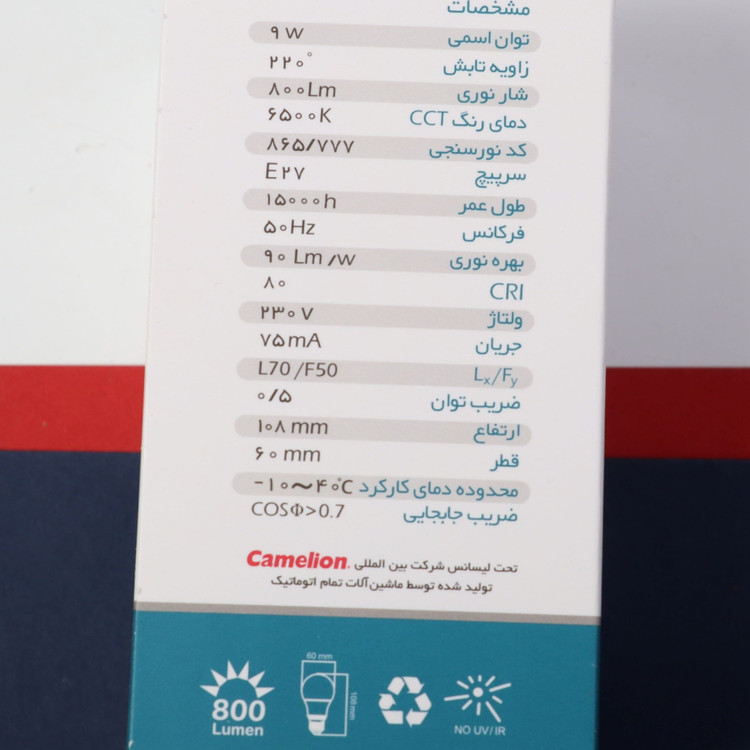 مشخصات
توان اسمی ۹ W
زاویه تابش ۲۲۰°
شار نوری ۸۰۰Lm
دمای رنگ CCT ۶۵۰۰K
کد نورسنجی ۸۶۵/۷۷۷
سرپیچ E۲۷
طول عمر ۱۵۰۰۰h
فرکانس ۵۰Hz
بهره نوری ۹۰ Lm/w
CRI ۸۰
ولتاژ ۲۳۰ V
جریان ۷۵mA
Lx/Fy L70/F50
ضریب توان ۰/۵
ارتفاع ۱۰۸ mm
قطر ۶۰ mm
محدوده دمای کارکرد -۱۰~۴۰°C
ضریب جابجایی COSΦ>0.7
تحت لیسانس شرکت بین المللی Camelion.
تولید شده توسط ماشین‌آلات تمام اتوماتیک
60 mm
108 mm
800
Lumen
NO UV/IR